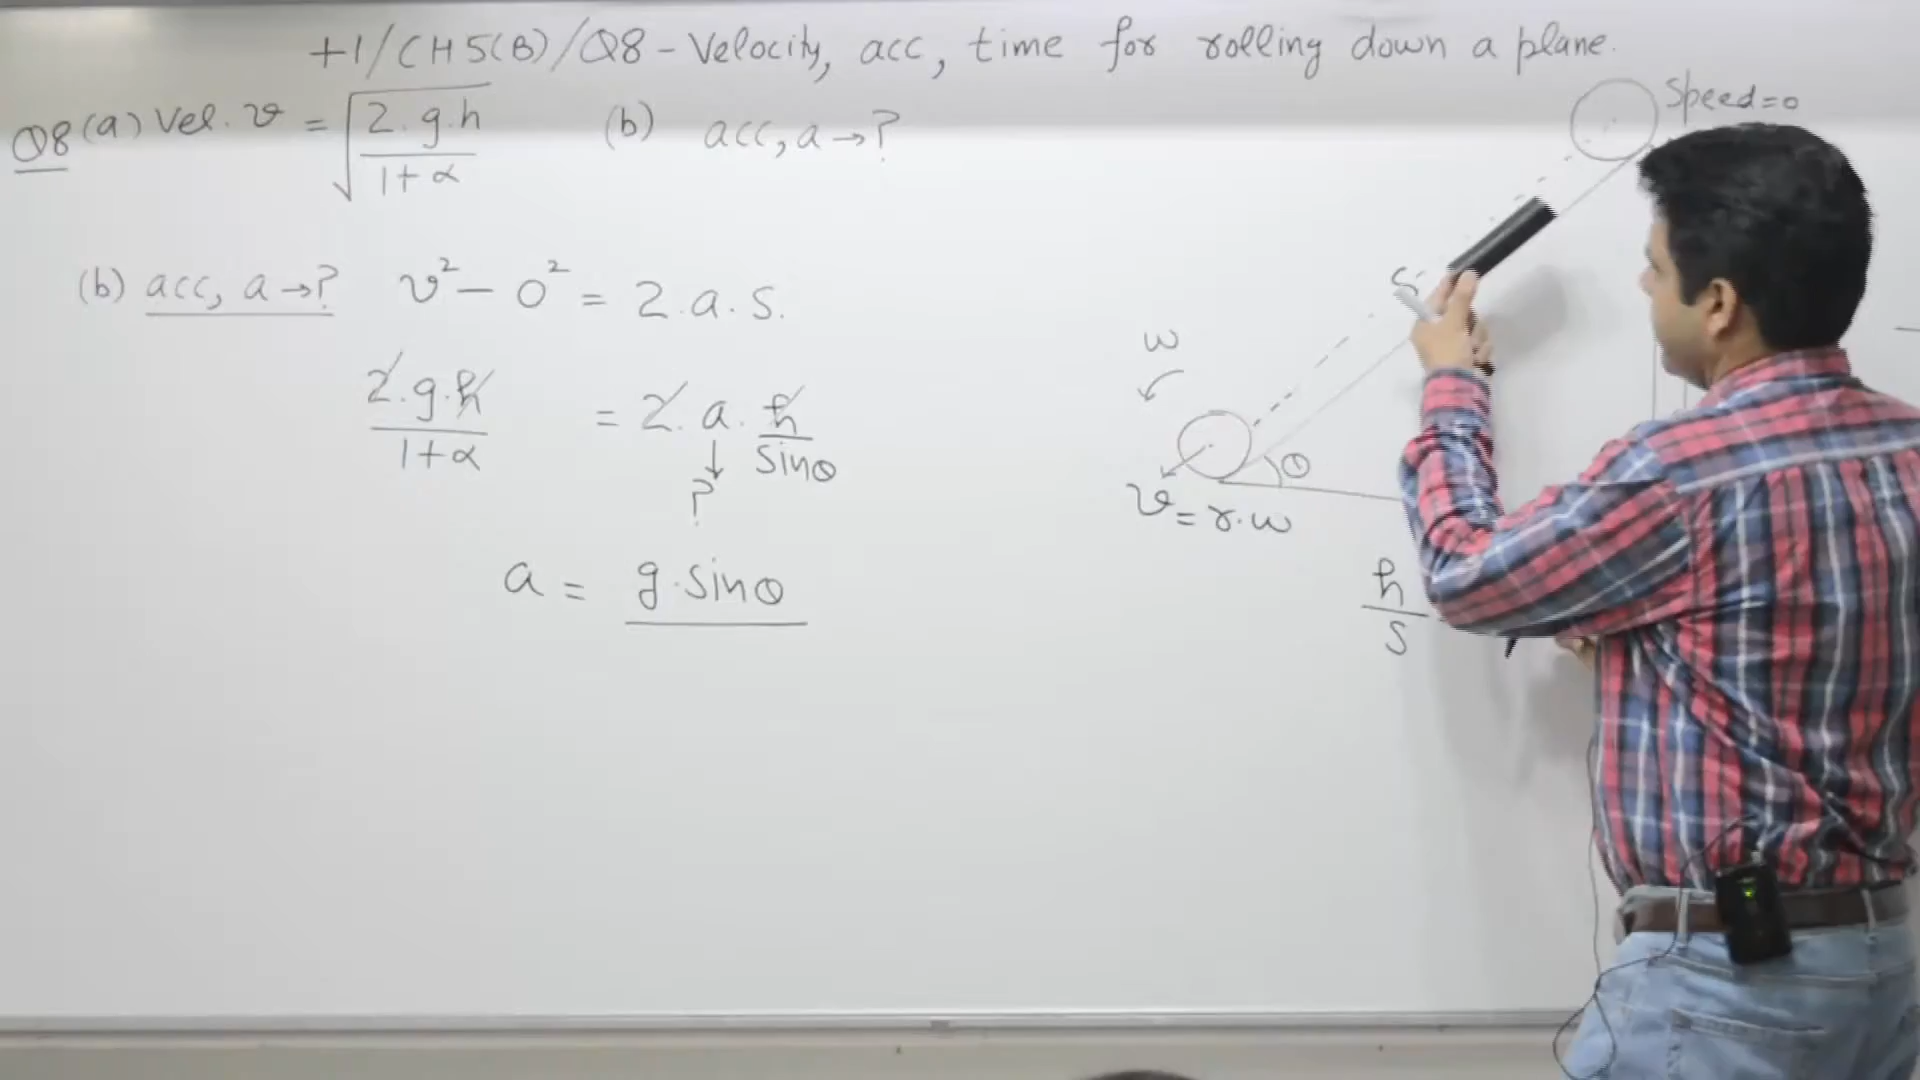 +1/CH5(B)/Q8 - Velocity, acc, time for rolling down a plane.
Q8 (a) Vel. v = √(2.g.h / 1+α) (b) acc, a → ?
Speed = 0
(b) acc, a → ? v² - 0² = 2.a.s.
2.g.h / 1+α = 2.a. h / sinθ
?
a = g.sinθ
S
ω
θ
v = r.ω
h / s